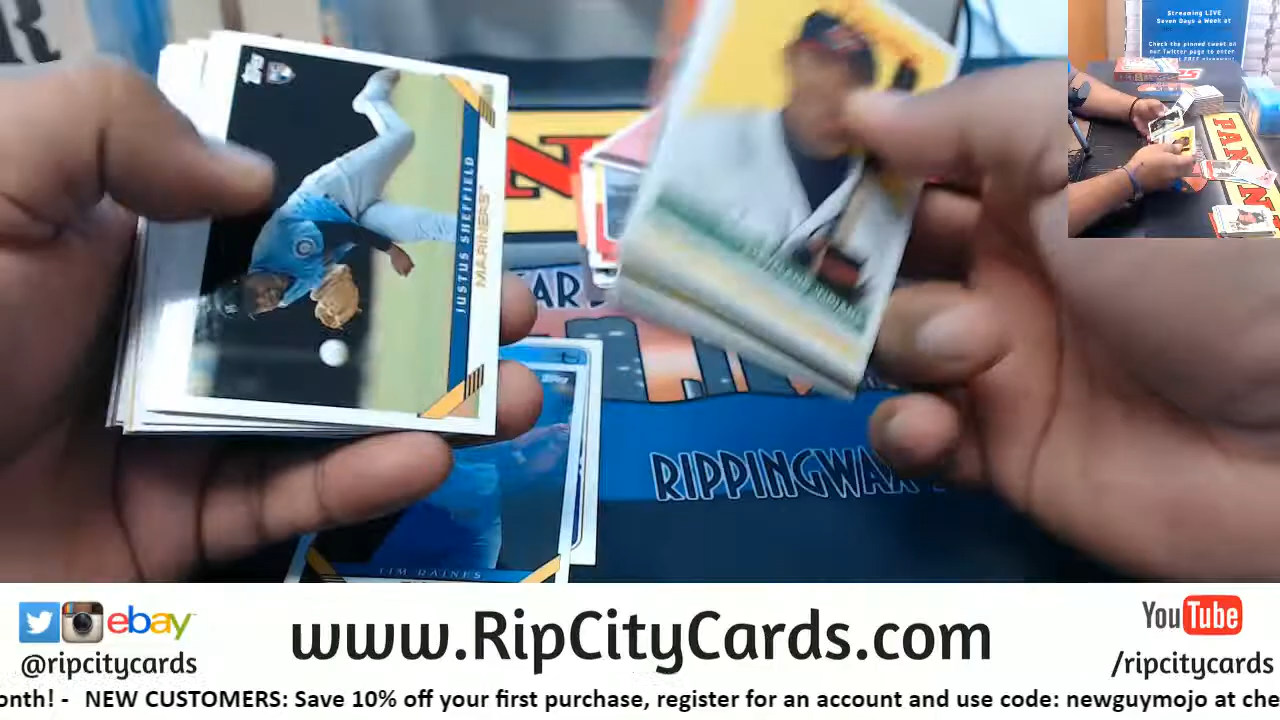 Streaming LIVE
Seven Days a Week at
Check the pinned tweet on
our Twitter page to enter
topps
JUSTUS SHEFFIELD
MARINERS
RIPPINGWAX
TIM RAINES
PANI
ebay
@ripcitycards
www.RipCityCards.com
YouTube
/ripcitycards
onth! - NEW CUSTOMERS: Save 10% off your first purchase, register for an account and use code: newguymojo at che